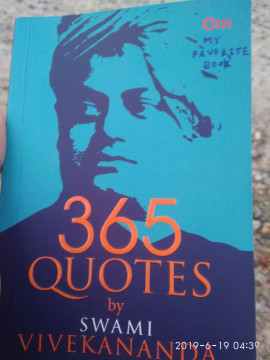 Om
MY
FAVORITE
BOOK
365
QUOTES
by
SWAMI
VIVEKANANDA
2019-6-19 04:39